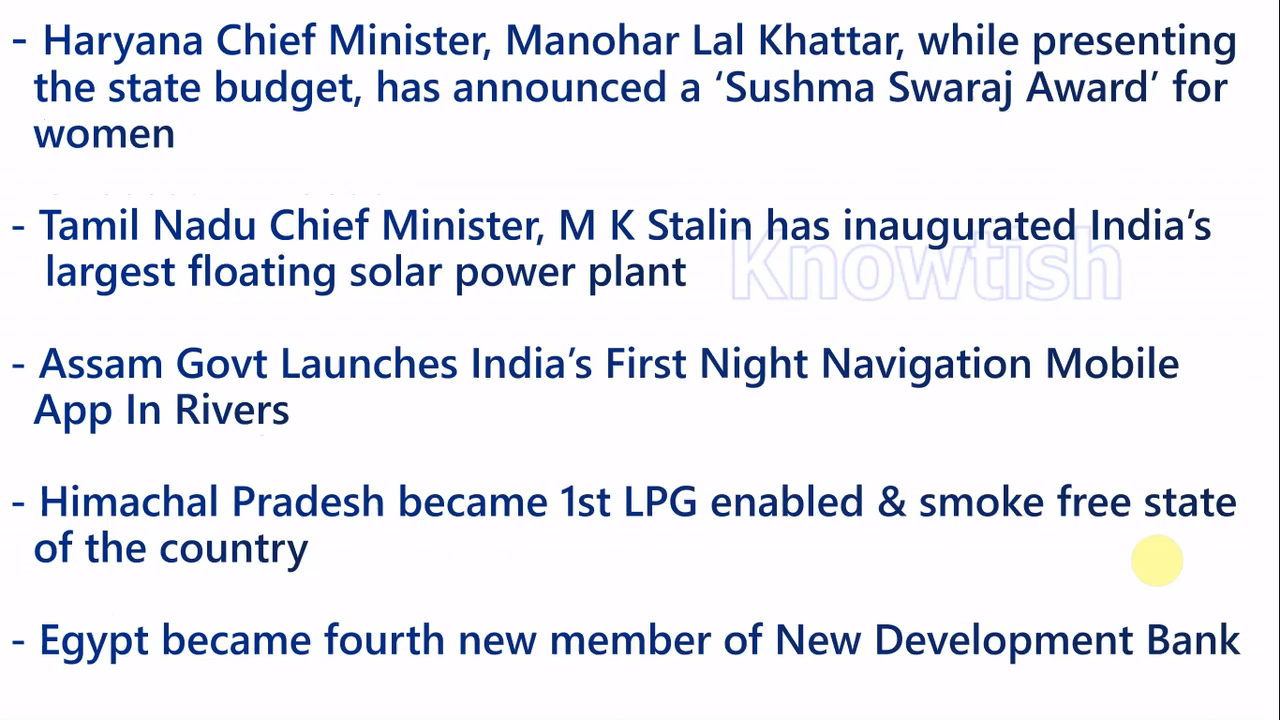 - Haryana Chief Minister, Manohar Lal Khattar, while presenting
the state budget, has announced a ‘Sushma Swaraj Award’ for
women
- Tamil Nadu Chief Minister, M K Stalin has inaugurated India’s
largest floating solar power plant
Knowtish
- Assam Govt Launches India’s First Night Navigation Mobile
App In Rivers
- Himachal Pradesh became 1st LPG enabled & smoke free state
of the country
- Egypt became fourth new member of New Development Bank